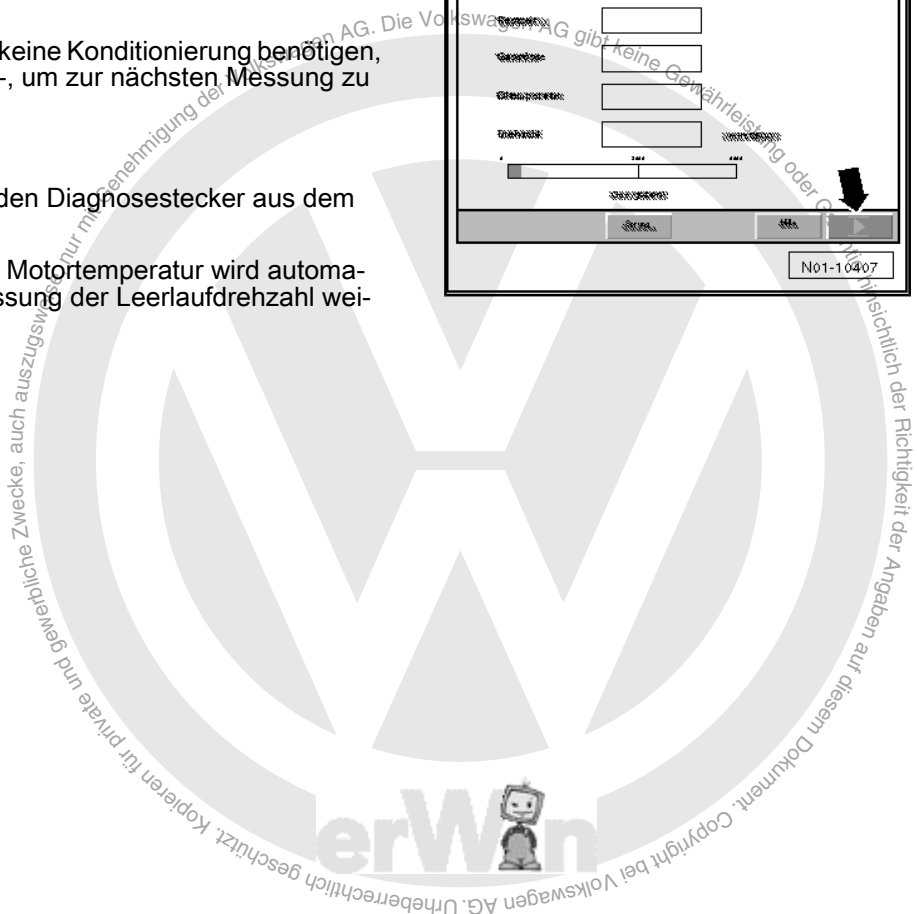 keine Konditionierung benötigen,
-, um zur nächsten Messung zu
den Diagnosestecker aus dem
Motortemperatur wird automa-
ssung der Leerlaufdrehzahl wei-
N01-10407
Urheberrechtlich geschützt. Kopieren für private und gewerbliche Zwecke, auch auszugsweise, nur mit Genehmigung der Volkswagen AG. Die Volkswagen AG gibt keine Gewährleistung oder hinsichtlich der Richtigkeit der Angaben auf diesem Dokument. Copyright bei Volkswagen AG.
erWin